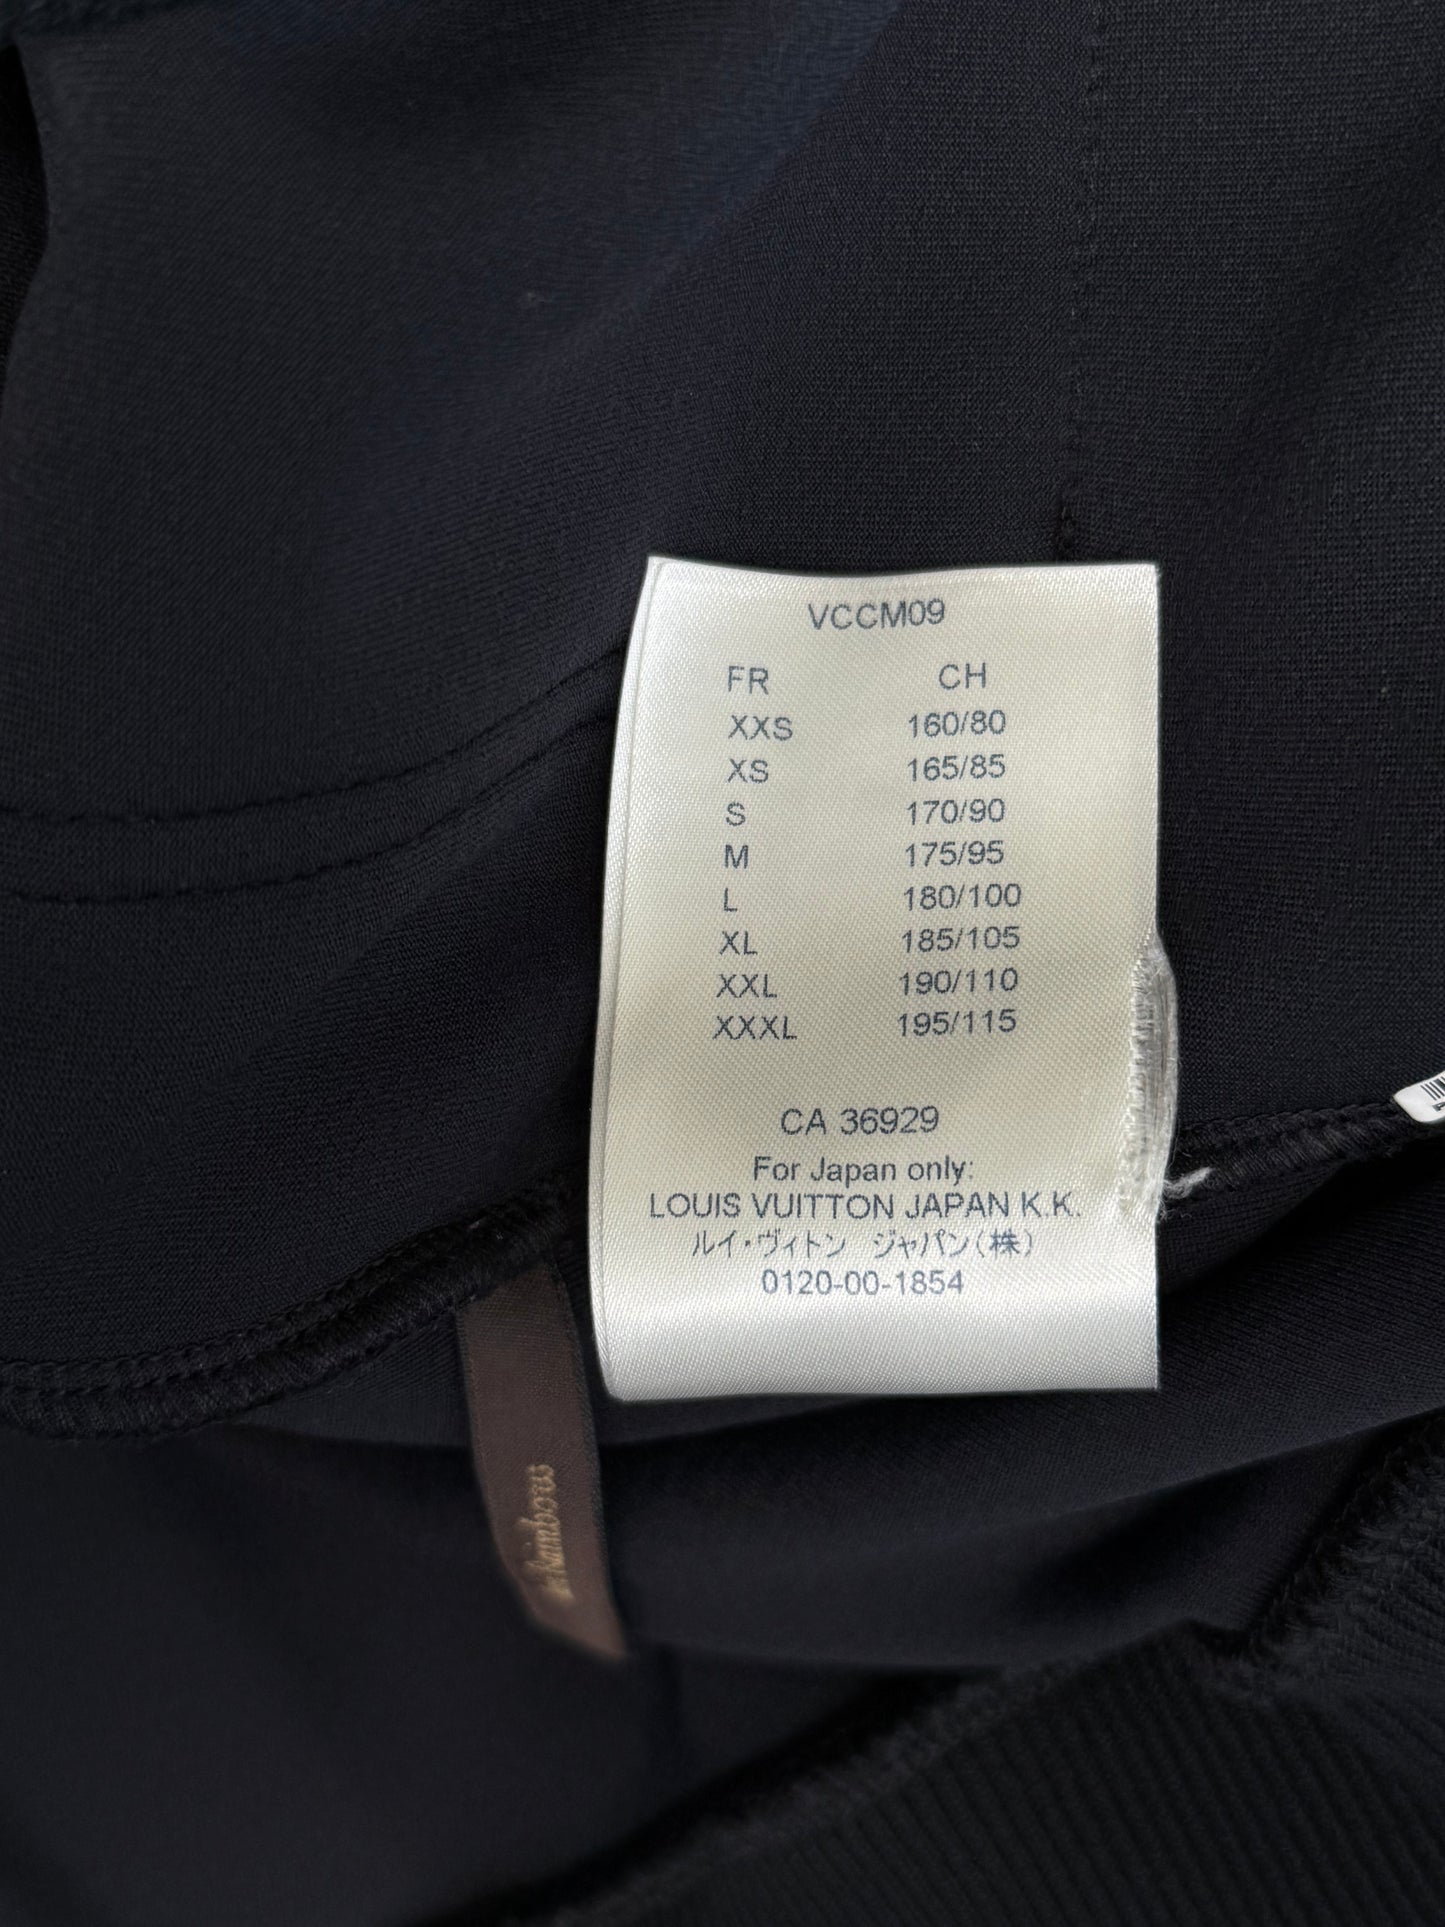 VCCM09
FR CH
XXS 160/80
XS 165/85
S 170/90
M 175/95
L 180/100
XL 185/105
XXL 190/110
XXXL 195/115
CA 36929
For Japan only:
LOUIS VUITTON JAPAN K.K.
ルイ・ヴィトン ジャパン(株)
0120-00-1854